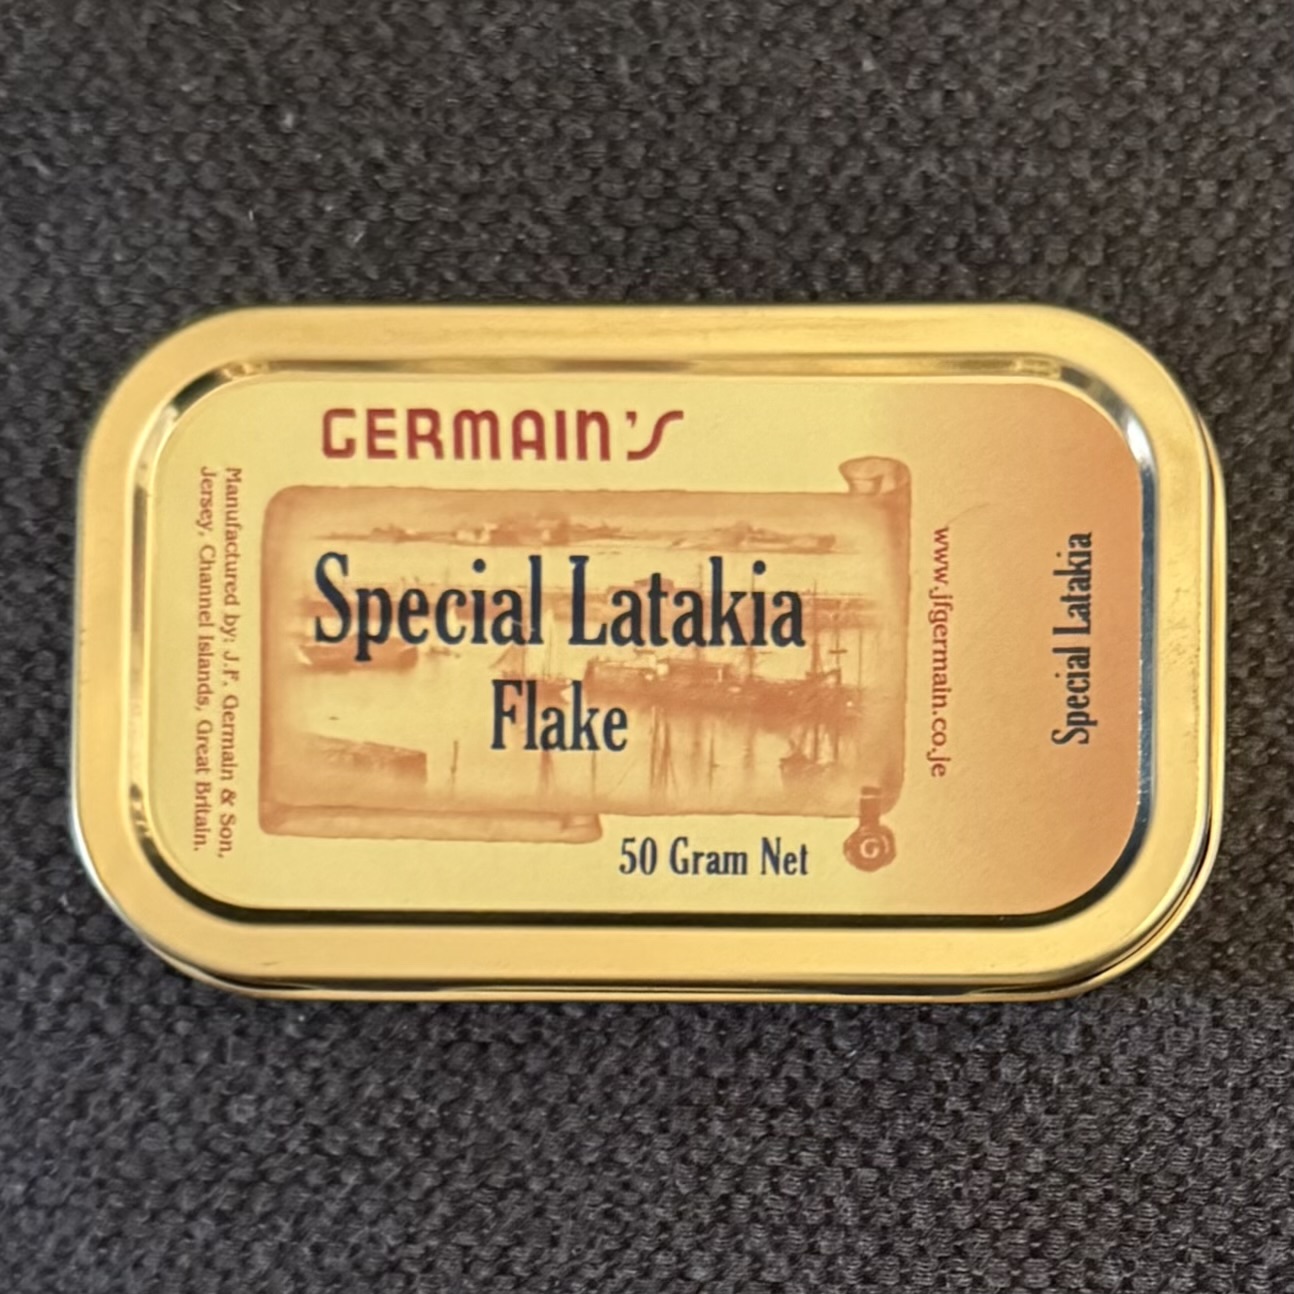 GERMAIN'S
Special Latakia
Flake
50 Gram Net
G
Manufactured by: J.F. Germain & Son,
Jersey, Channel Islands, Great Britain.
www.jfgermain.co.je
Special Latakia